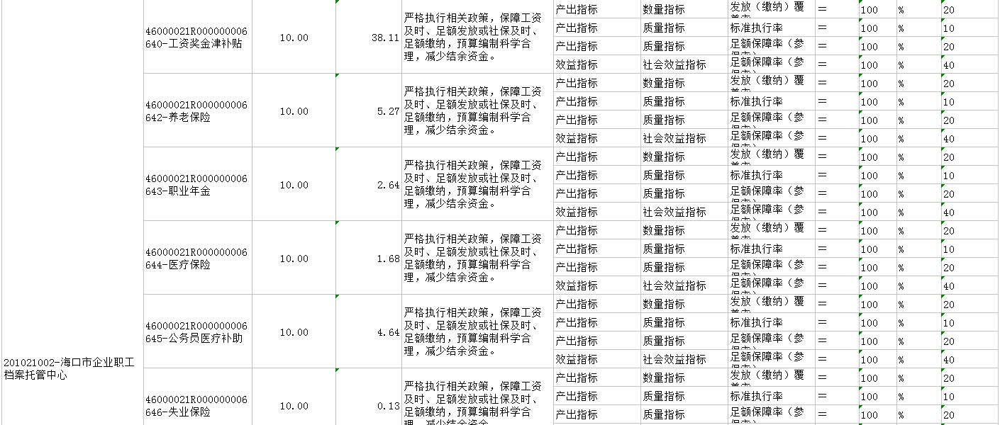 201021002-海口市企业职工
档案托管中心
46000021R000000006
640-工资奖金津补贴
10.00
38.11
严格执行相关政策，保障工资
及时、足额发放或社保及时、
足额缴纳，预算编制科学合
理，减少结余资金。
产出指标 数量指标 发放（缴纳）覆 ＝ 100 % 20
产出指标 质量指标 标准执行率 ＝ 100 % 10
产出指标 质量指标 足额保障率（参 ＝ 100 % 20
效益指标 社会效益指标 足额保障率（参 ＝ 100 % 40
46000021R000000006
642-养老保险
10.00
5.27
严格执行相关政策，保障工资
及时、足额发放或社保及时、
足额缴纳，预算编制科学合
理，减少结余资金。
产出指标 数量指标 发放（缴纳）覆 ＝ 100 % 20
产出指标 质量指标 标准执行率 ＝ 100 % 10
产出指标 质量指标 足额保障率（参 ＝ 100 % 20
效益指标 社会效益指标 足额保障率（参 ＝ 100 % 40
46000021R000000006
643-职业年金
10.00
2.64
严格执行相关政策，保障工资
及时、足额发放或社保及时、
足额缴纳，预算编制科学合
理，减少结余资金。
产出指标 数量指标 发放（缴纳）覆 ＝ 100 % 20
产出指标 质量指标 标准执行率 ＝ 100 % 10
产出指标 质量指标 足额保障率（参 ＝ 100 % 20
效益指标 社会效益指标 足额保障率（参 ＝ 100 % 40
46000021R000000006
644-医疗保险
10.00
1.68
严格执行相关政策，保障工资
及时、足额发放或社保及时、
足额缴纳，预算编制科学合
理，减少结余资金。
产出指标 数量指标 发放（缴纳）覆 ＝ 100 % 20
产出指标 质量指标 标准执行率 ＝ 100 % 10
产出指标 质量指标 足额保障率（参 ＝ 100 % 20
效益指标 社会效益指标 足额保障率（参 ＝ 100 % 40
46000021R000000006
645-公务员医疗补助
10.00
4.64
严格执行相关政策，保障工资
及时、足额发放或社保及时、
足额缴纳，预算编制科学合
理，减少结余资金。
产出指标 数量指标 发放（缴纳）覆 ＝ 100 % 20
产出指标 质量指标 标准执行率 ＝ 100 % 10
产出指标 质量指标 足额保障率（参 ＝ 100 % 20
效益指标 社会效益指标 足额保障率（参 ＝ 100 % 40
46000021R000000006
646-失业保险
10.00
0.13
严格执行相关政策，保障工资
及时、足额发放或社保及时、
足额缴纳，预算编制科学合
理，减少结余资金。
产出指标 数量指标 发放（缴纳）覆 ＝ 100 % 20
产出指标 质量指标 标准执行率 ＝ 100 % 10
产出指标 质量指标 足额保障率（参 ＝ 100 % 20